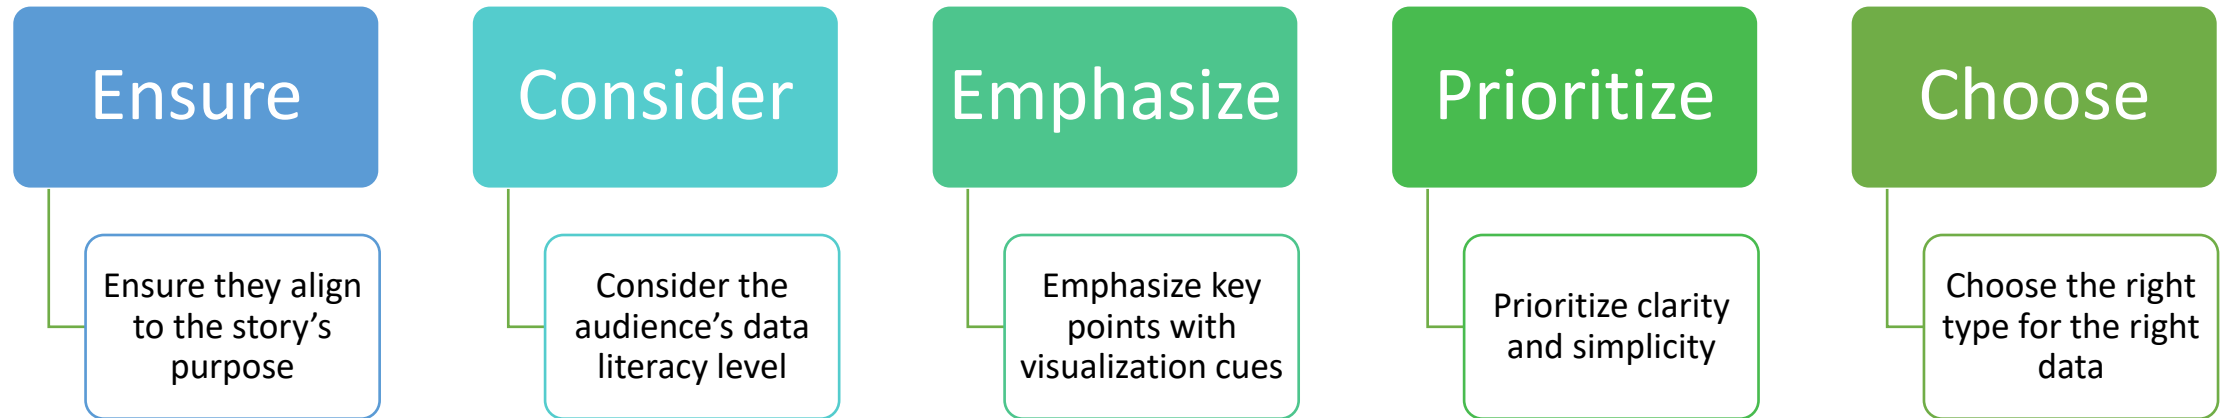 Ensure
Ensure they align
to the story’s
purpose
Consider
Consider the
audience’s data
literacy level
Emphasize
Emphasize key
points with
visualization cues
Prioritize
Prioritize clarity
and simplicity
Choose
Choose the right
type for the right
data